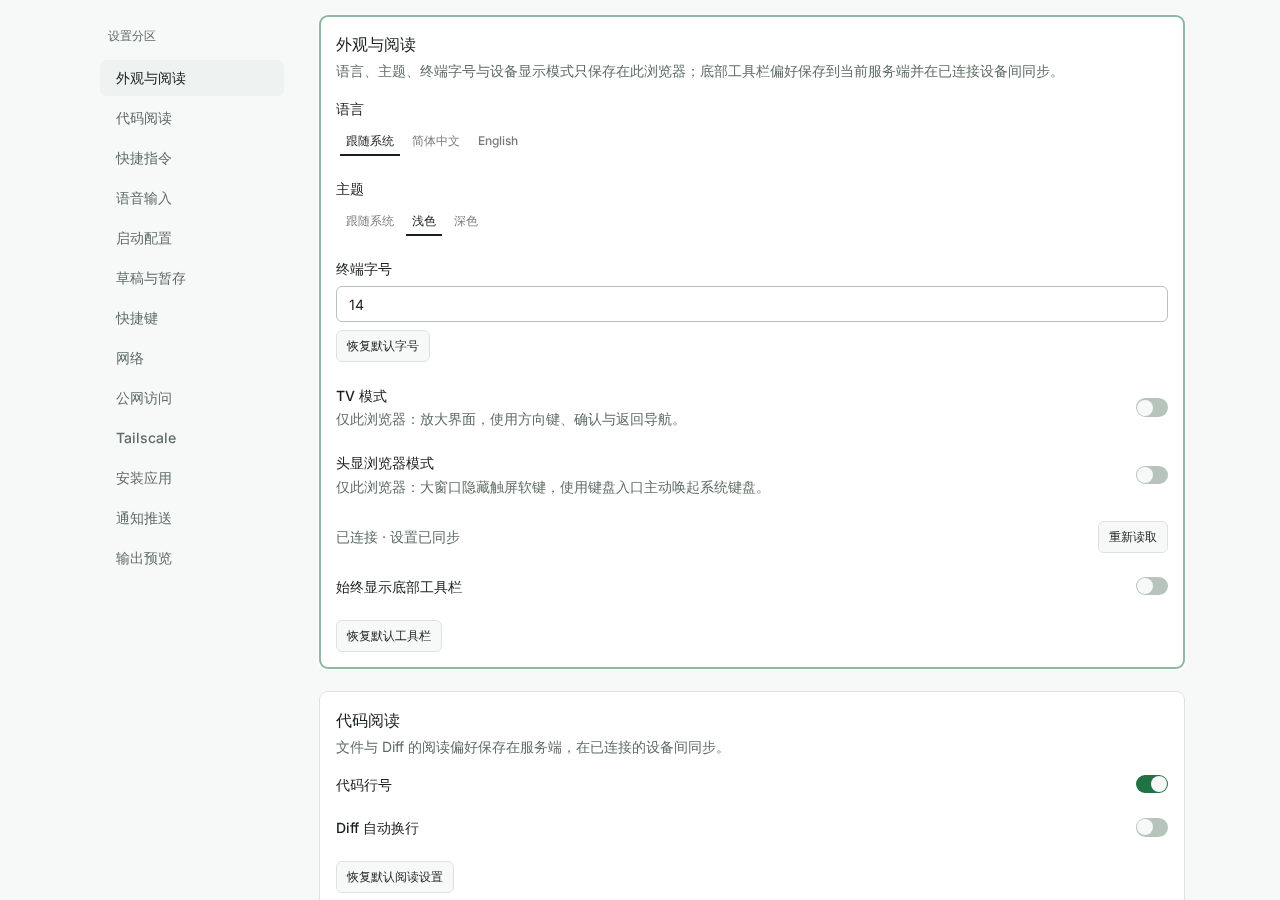 设置分区
外观与阅读
代码阅读
快捷指令
语音输入
启动配置
草稿与暂存
快捷键
网络
公网访问
Tailscale
安装应用
通知推送
输出预览
外观与阅读
语言、主题、终端字号与设备显示模式只保存在此浏览器；底部工具栏偏好保存到当前服务端并在已连接设备间同步。
语言
跟随系统 简体中文 English
主题
跟随系统 浅色 深色
终端字号
14
恢复默认字号
TV 模式
仅此浏览器：放大界面，使用方向键、确认与返回导航。
头显浏览器模式
仅此浏览器：大窗口隐藏触屏软键，使用键盘入口主动唤起系统键盘。
已连接 · 设置已同步 重新读取
始终显示底部工具栏
恢复默认工具栏
代码阅读
文件与 Diff 的阅读偏好保存在服务端，在已连接的设备间同步。
代码行号
Diff 自动换行
恢复默认阅读设置